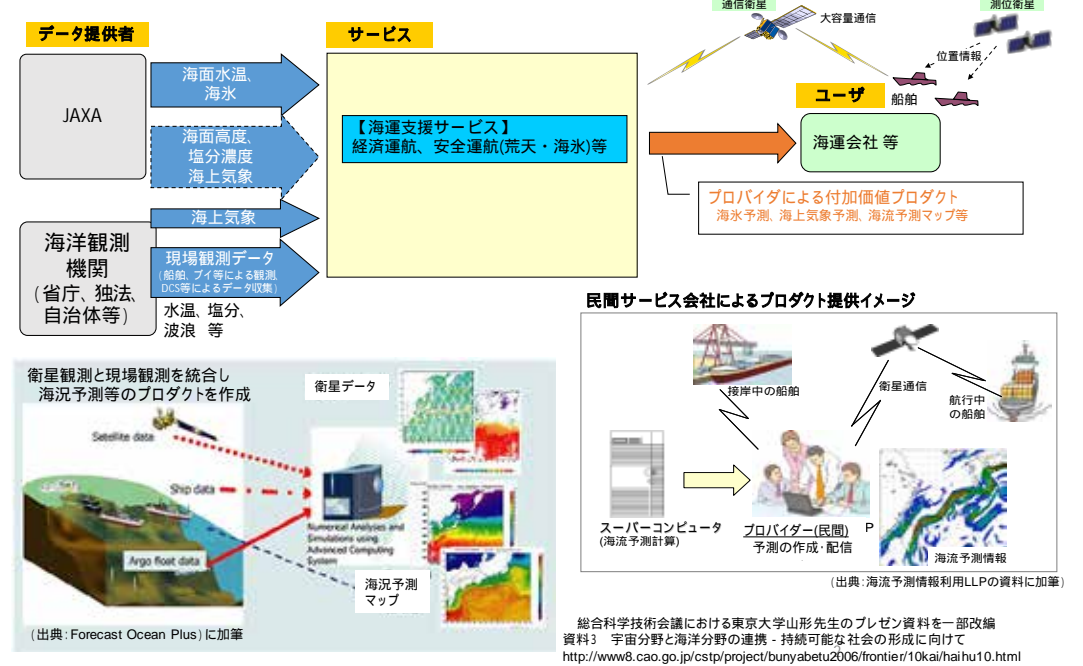 通信衛星
大容量通信
測位衛星
位置情報
船舶
データ提供者
サービス
ユーザ
JAXA
海面水温、
海氷
海面高度、
塩分濃度
海上気象
海上気象
海洋観測
機関
(省庁、独法、
自治体等)
現場観測データ
(船舶、ブイ等による観測、
DCS等によるデータ収集)
水温、塩分、
波浪 等
【海運支援サービス】
経済運航、安全運航(荒天・海氷)等
海運会社 等
プロバイダによる付加価値プロダクト
海氷予測、海上気象予測、海流予測マップ等
衛星観測と現場観測を統合し
海況予測等のプロダクトを作成
衛星データ
Satellite data
Ship data
Argo float data
Numerical Analyses and
Simulations using
Advanced Computing
System
海況予測
マップ
(出典：Forecast Ocean Plus)に加筆
民間サービス会社によるプロダクト提供イメージ
接岸中の船舶
衛星通信
航行中
の船舶
スーパーコンピュータ
(海流予測計算)
プロバイダー(民間)
予測の作成・配信
P
海流予測情報
(出典：海流予測情報利用LLPの資料に加筆)
総合科学技術会議における東京大学山形先生のプレゼン資料を一部改編
資料3 宇宙分野と海洋分野の連携 - 持続可能な社会の形成に向けて
http://www8.cao.go.jp/cstp/project/bunyabetu2006/frontier/10kai/haihu10.html